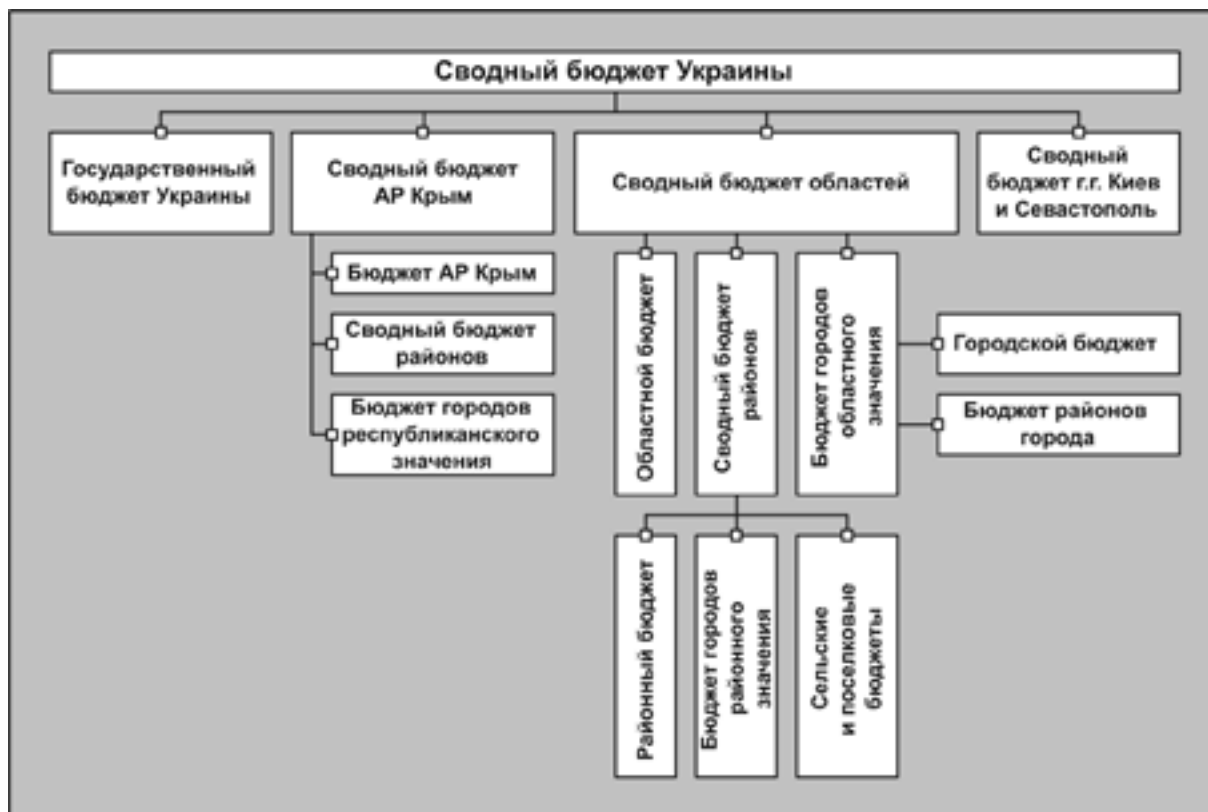 Сводный бюджет Украины
Государственный
бюджет Украины
Сводный бюджет
АР Крым
Сводный бюджет областей
Сводный
бюджет г.г. Киев
и Севастополь
Бюджет АР Крым
Сводный бюджет
районов
Бюджет городов
республиканского
значения
Областной бюджет
Сводный бюджет
районов
Бюджет городов
областного
значения
Городской бюджет
Бюджет районов
города
Районный бюджет
Бюджет городов
районного
значения
Сельские
и поселковые
бюджеты